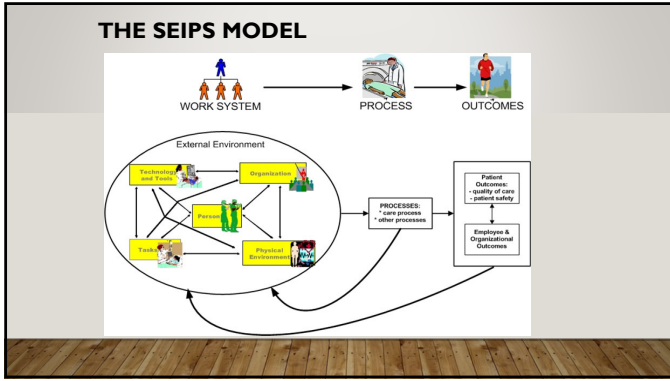 THE SEIPS MODEL
WORK SYSTEM
PROCESS
OUTCOMES
External Environment
Technology
and Tools
Organization
Person
Tasks
Physical
Environment
PROCESSES:
* care process
* other processes
Patient
Outcomes:
- quality of care
- patient safety
Employee &
Organizational
Outcomes